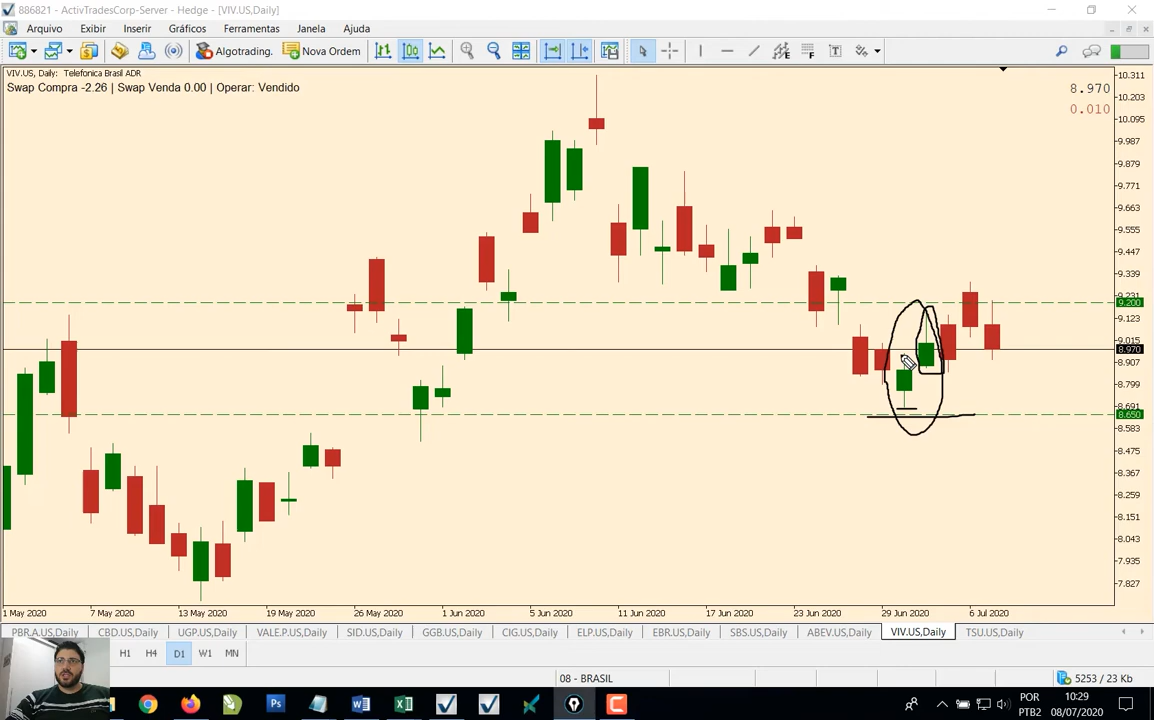 886821 - ActivTradesCorp-Server - Hedge - [VIV.US,Daily]
Arquivo Exibir Inserir Gráficos Ferramentas Janela Ajuda
Algotrading. Nova Ordem
VIV.US, Daily: Telefonica Brasil ADR
Swap Compra -2.26 | Swap Venda 0.00 | Operar: Vendido
8.970
0.010
10.311
10.203
10.095
9.987
9.879
9.771
9.663
9.555
9.447
9.339
9.231
9.200
9.123
9.015
8.970
8.907
8.799
8.691
8.650
8.583
8.475
8.367
8.259
8.151
8.043
7.935
7.827
1 May 2020 7 May 2020 13 May 2020 19 May 2020 26 May 2020 1 Jun 2020 5 Jun 2020 11 Jun 2020 17 Jun 2020 23 Jun 2020 29 Jun 2020 6 Jul 2020
PBR.A.US,Daily CBD.US,Daily UGP.US,Daily VALE.P.US,Daily SID.US,Daily GGB.US,Daily CIG.US,Daily ELP.US,Daily EBR.US,Daily SBS.US,Daily ABEV.US,Daily VIV.US,Daily TSU.US,Daily
H1 H4 D1 W1 MN
08 - BRASIL 5253 / 23 Kb
POR 10:29
PTB2 08/07/2020